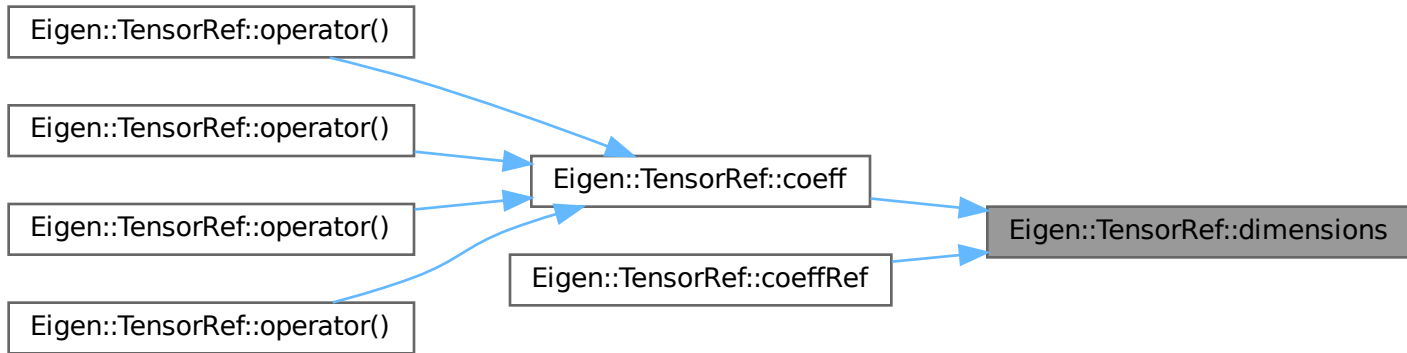 Eigen::TensorRef::operator()
Eigen::TensorRef::operator()
Eigen::TensorRef::operator()
Eigen::TensorRef::operator()
Eigen::TensorRef::coeff
Eigen::TensorRef::coeffRef
Eigen::TensorRef::dimensions